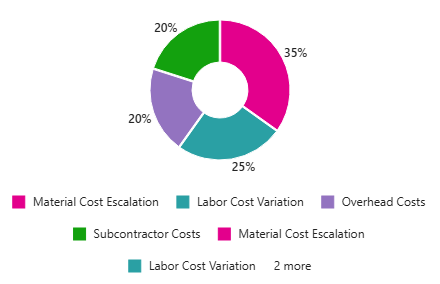 20%
35%
20%
25%
Material Cost Escalation Labor Cost Variation Overhead Costs
Subcontractor Costs Material Cost Escalation
Labor Cost Variation 2 more